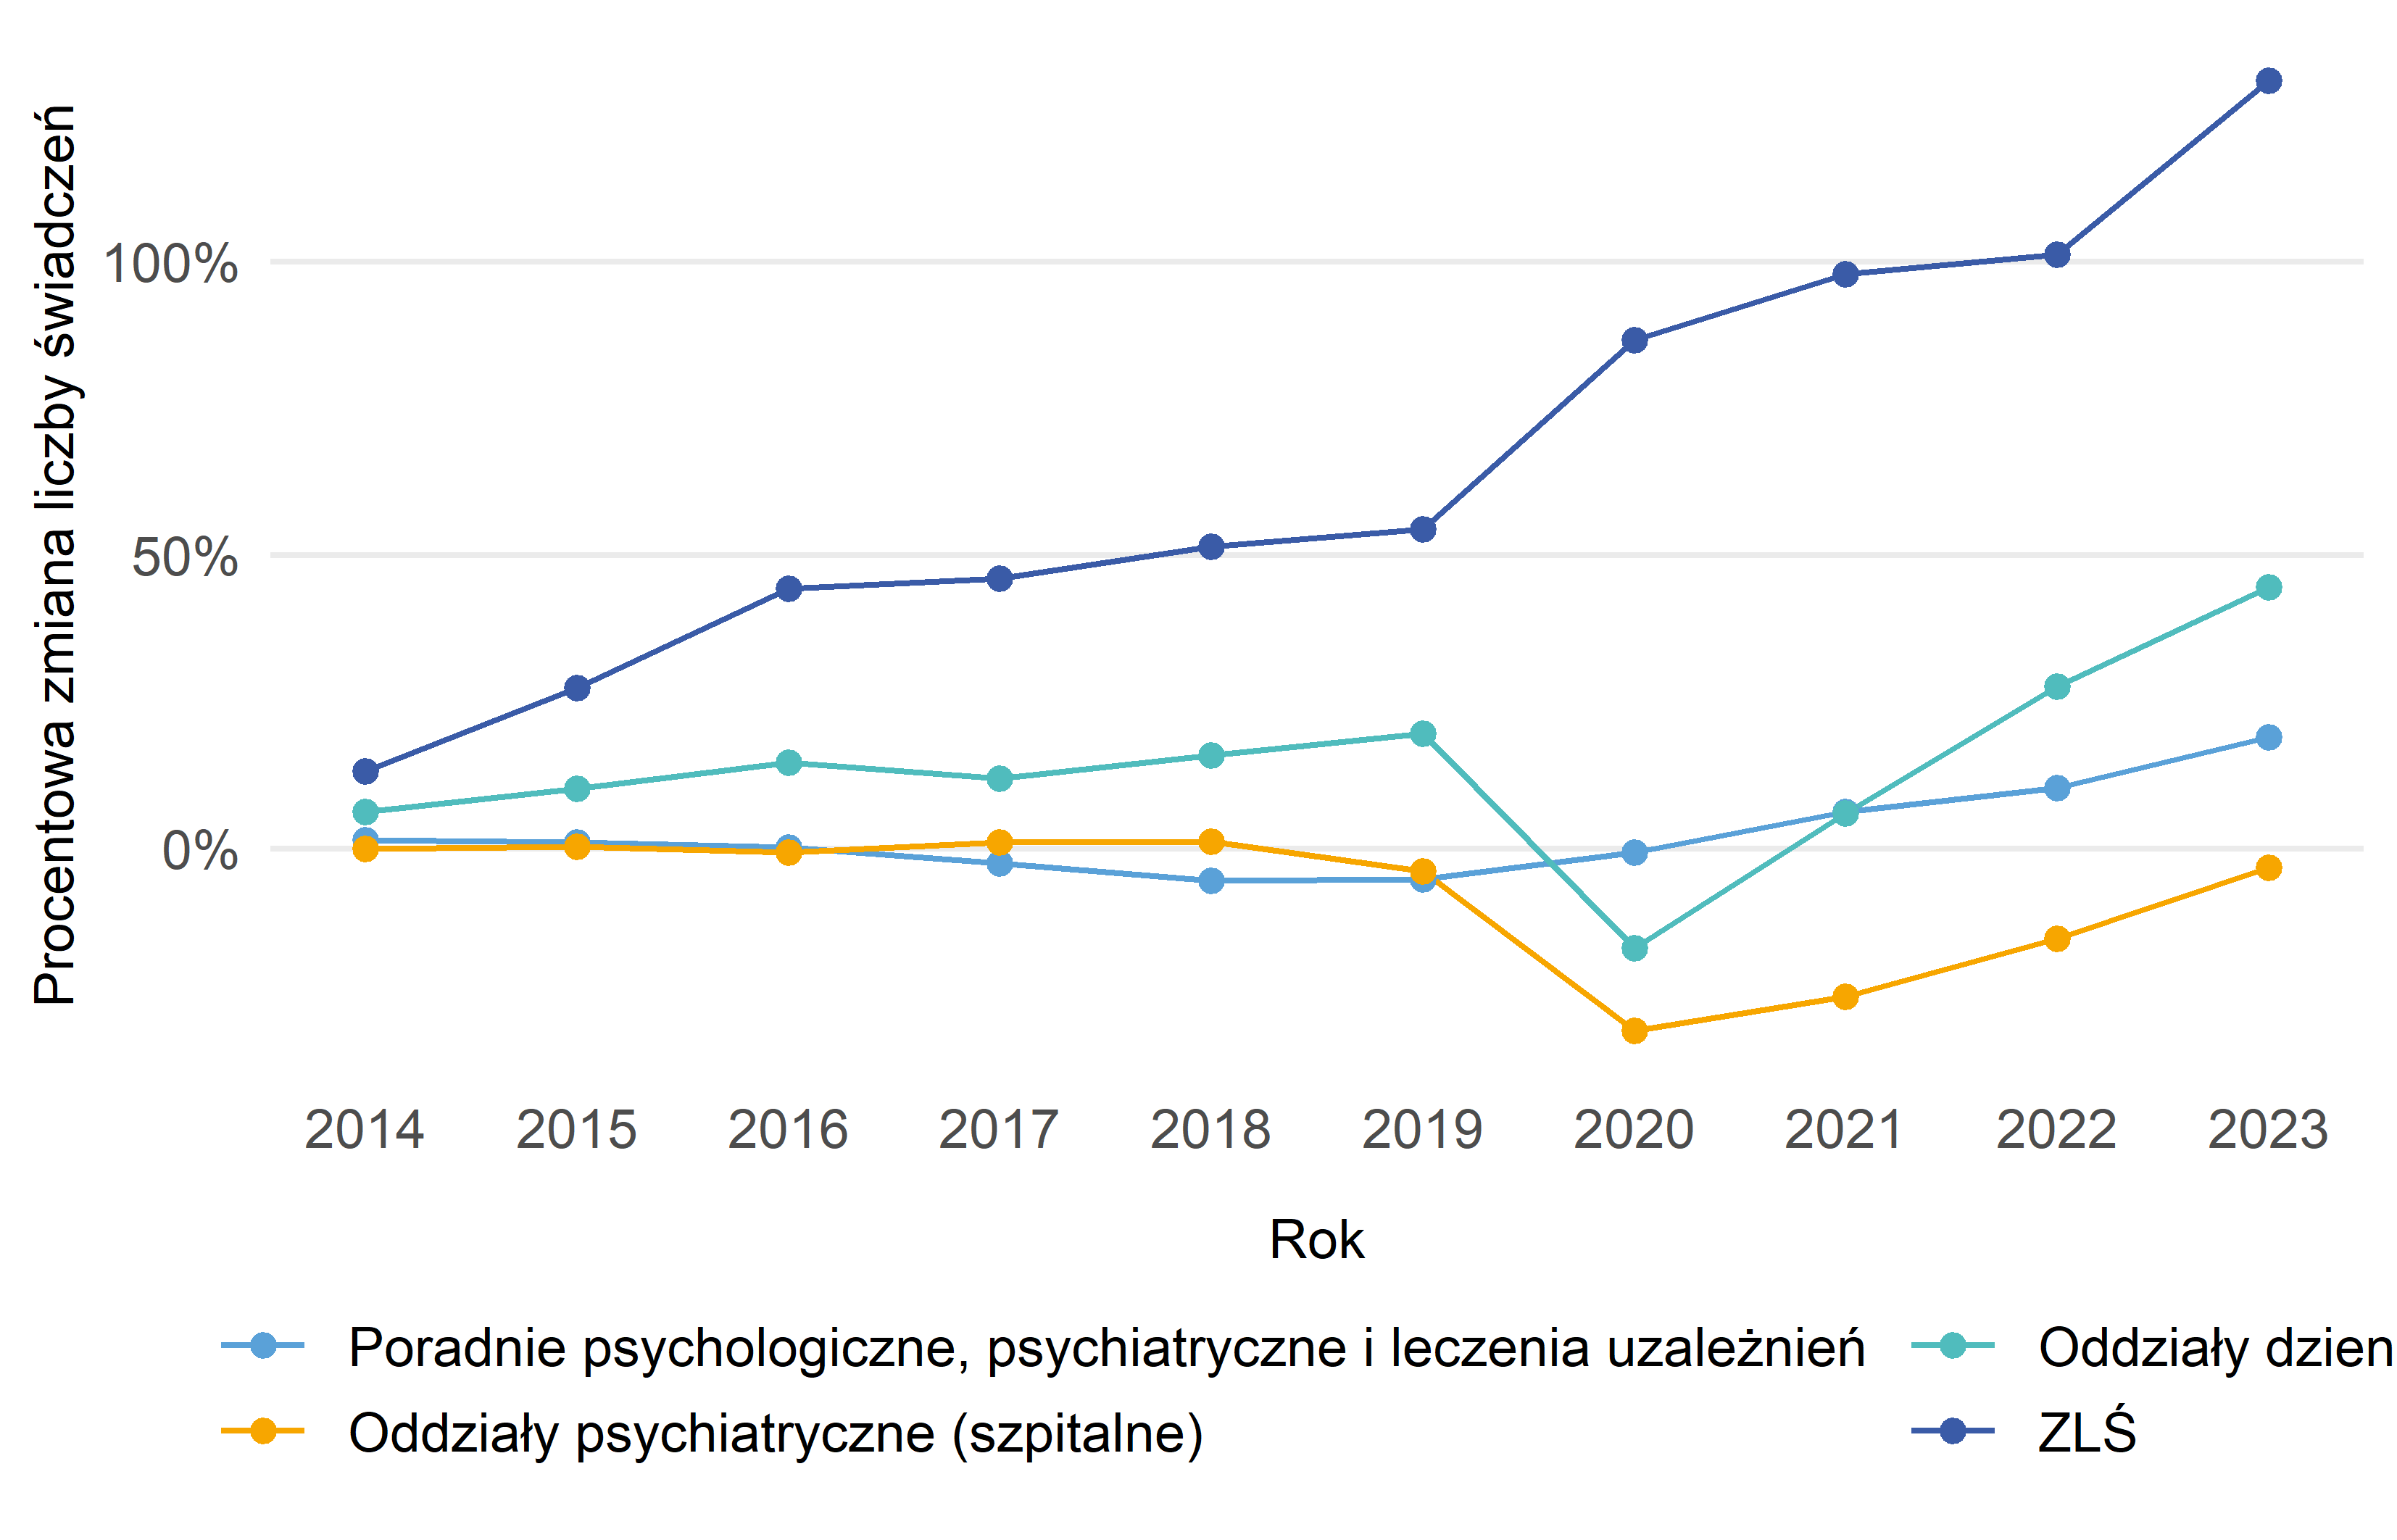 Procentowa zmiana liczby świadczeń
100%
50%
0%
2014 2015 2016 2017 2018 2019 2020 2021 2022 2023
Rok
Poradnie psychologiczne, psychiatryczne i leczenia uzależnień
Oddziały dzien
Oddziały psychiatryczne (szpitalne)
ZLŚ